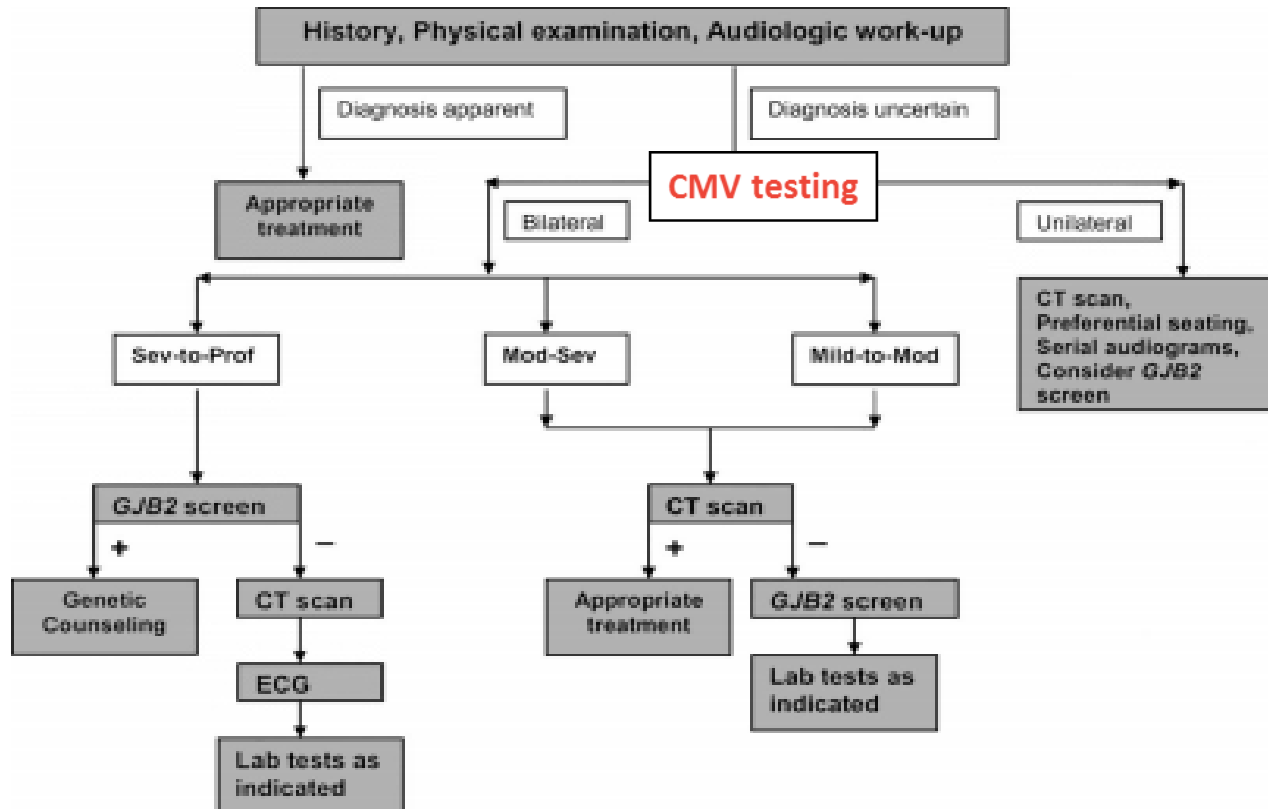 History, Physical examination, Audiologic work-up
Diagnosis apparent
Diagnosis uncertain
CMV testing
Appropriate
treatment
Bilateral
Unilateral
CT scan,
Preferential seating,
Serial audiograms,
Consider GJB2
screen
Sev-to-Prof
Mod-Sev
Mild-to-Mod
GJB2 screen
CT scan
+
−
+
−
Genetic
Counseling
CT scan
Appropriate
treatment
GJB2 screen
ECG
Lab tests as
indicated
Lab tests as
indicated